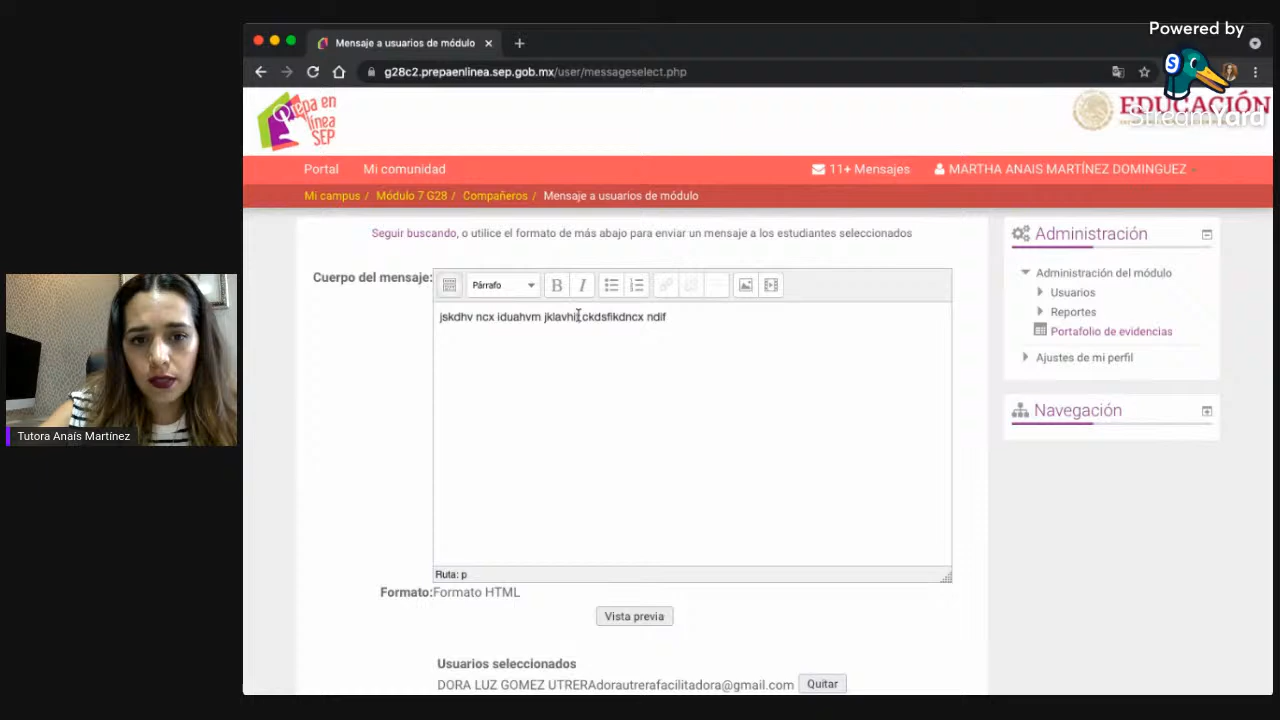 Powered by
StreamYard
Mensaje a usuarios de módulo
g28c2.prepaenlinea.sep.gob.mx/user/messageselect.php
Prepa en
línea
SEP
EDUCACIÓN
Portal Mi comunidad 11+ Mensajes MARTHA ANAIS MARTÍNEZ DOMINGUEZ
Mi campus / Módulo 7 G28 / Compañeros / Mensaje a usuarios de módulo
Seguir buscando, o utilice el formato de más abajo para enviar un mensaje a los estudiantes seleccionados
Cuerpo del mensaje:
Párrafo B I
jskdhv ncx iduahvm ckdsfikdncx ndif
Ruta: p
Formato: Formato HTML
Vista previa
Usuarios seleccionados
DORA LUZ GOMEZ UTRERAdorautrerafacilitadora@gmail.com Quitar
Administración
Administración del módulo
Usuarios
Reportes
Portafolio de evidencias
Ajustes de mi perfil
Navegación
Tutora Anaís Martínez